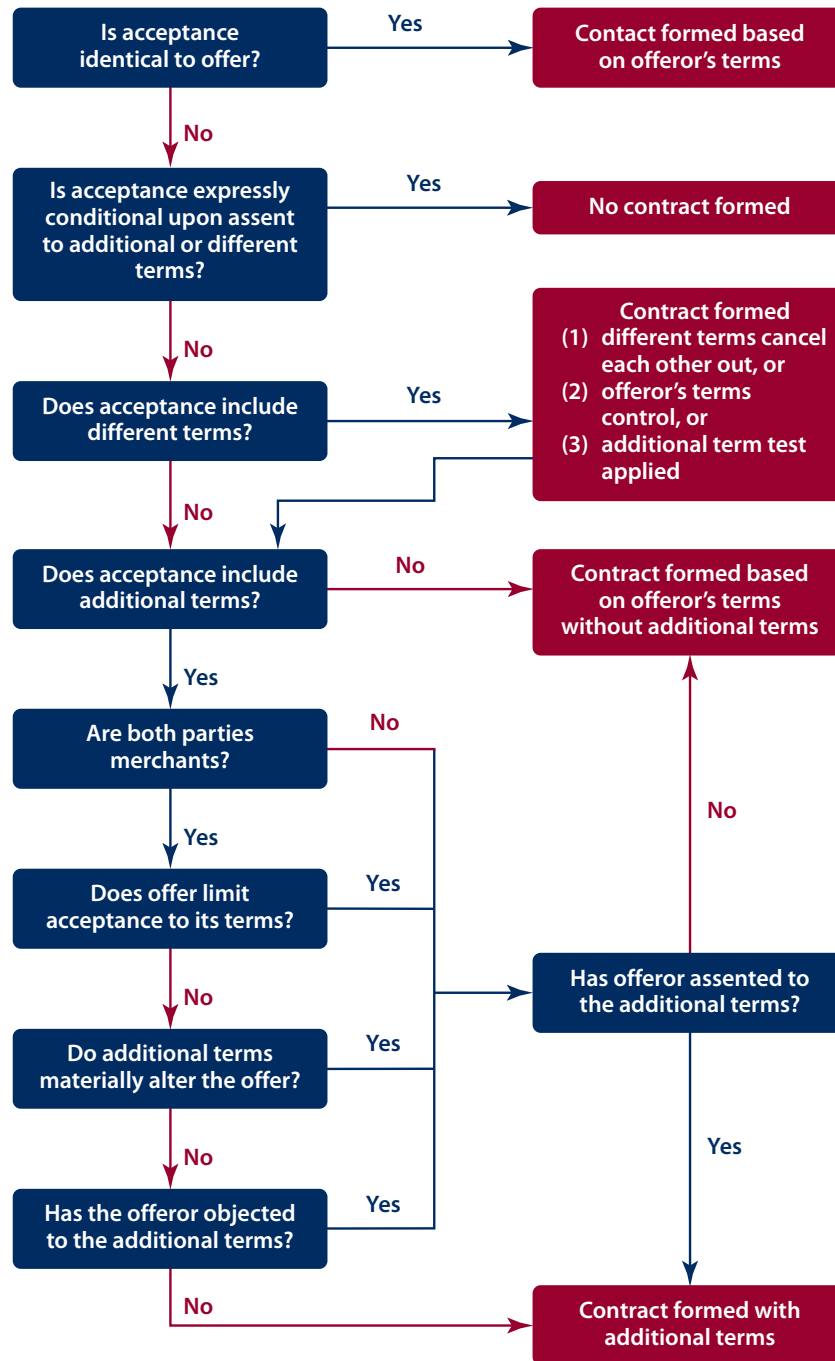 Is acceptance
identical to offer?
Yes
Contact formed based
on offeror’s terms
No
Is acceptance expressly
conditional upon assent
to additional or different
terms?
Yes
No contract formed
No
Does acceptance include
different terms?
Yes
Contract formed
(1) different terms cancel
each other out, or
(2) offeror’s terms
control, or
(3) additional term test
applied
No
Does acceptance include
additional terms?
No
Contract formed based
on offeror’s terms
without additional terms
Yes
Are both parties
merchants?
No
Yes
Does offer limit
acceptance to its terms?
Yes
No
No
Has offeror assented to
the additional terms?
Do additional terms
materially alter the offer?
Yes
No
Yes
Has the offeror objected
to the additional terms?
Yes
No
Contract formed with
additional terms